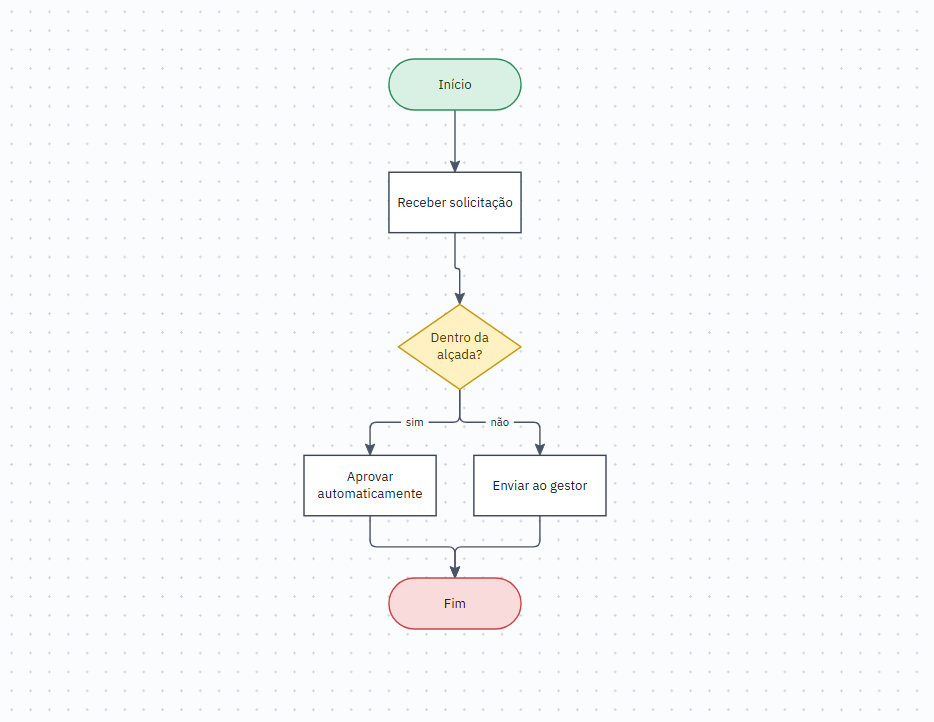 Início
Receber solicitação
Dentro da
alçada?
sim
não
Aprovar
automaticamente
Enviar ao gestor
Fim